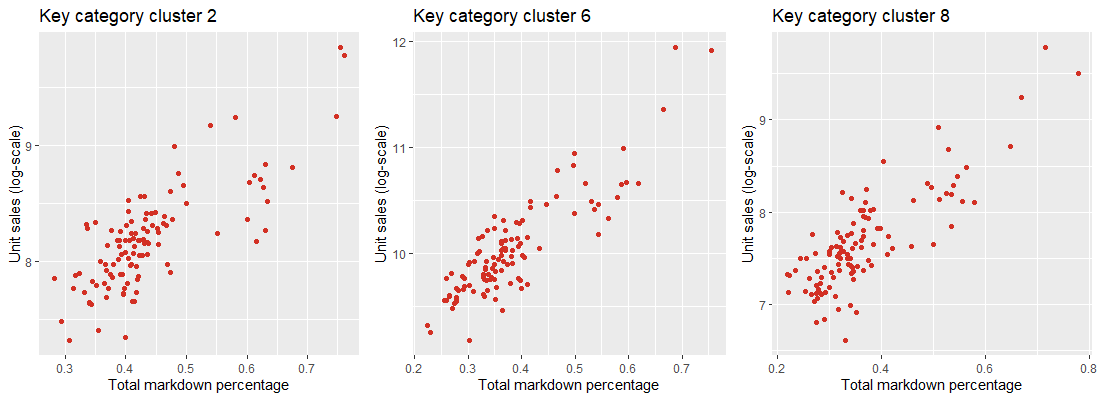 Key category cluster 2
Unit sales (log-scale)
9
8
0.3 0.4 0.5 0.6 0.7
Total markdown percentage
Key category cluster 6
Unit sales (log-scale)
12
11
10
0.2 0.3 0.4 0.5 0.6 0.7
Total markdown percentage
Key category cluster 8
Unit sales (log-scale)
9
8
7
0.2 0.4 0.6 0.8
Total markdown percentage